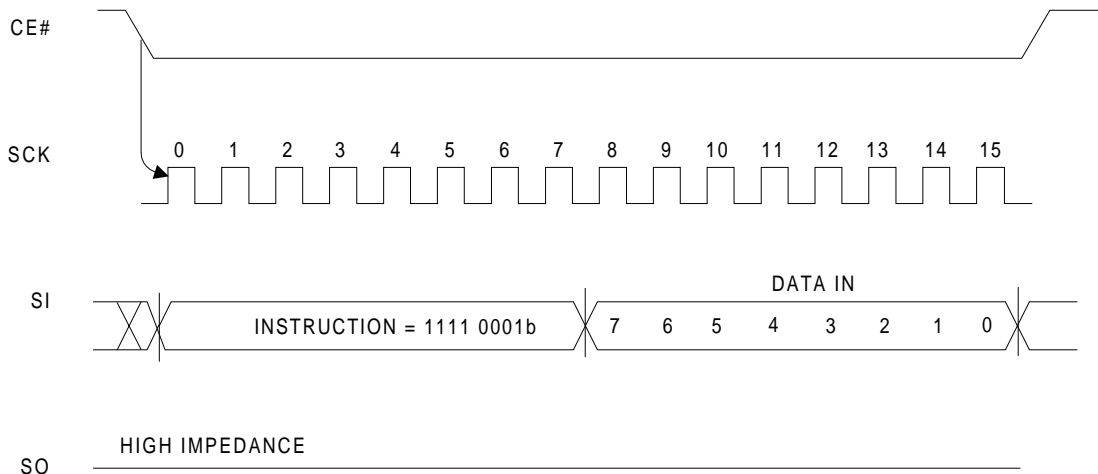 CE#
SCK
0 1 2 3 4 5 6 7 8 9 10 11 12 13 14 15
DATA IN
SI
INSTRUCTION = 1111 0001b 7 6 5 4 3 2 1 0
HIGH IMPEDANCE
SO